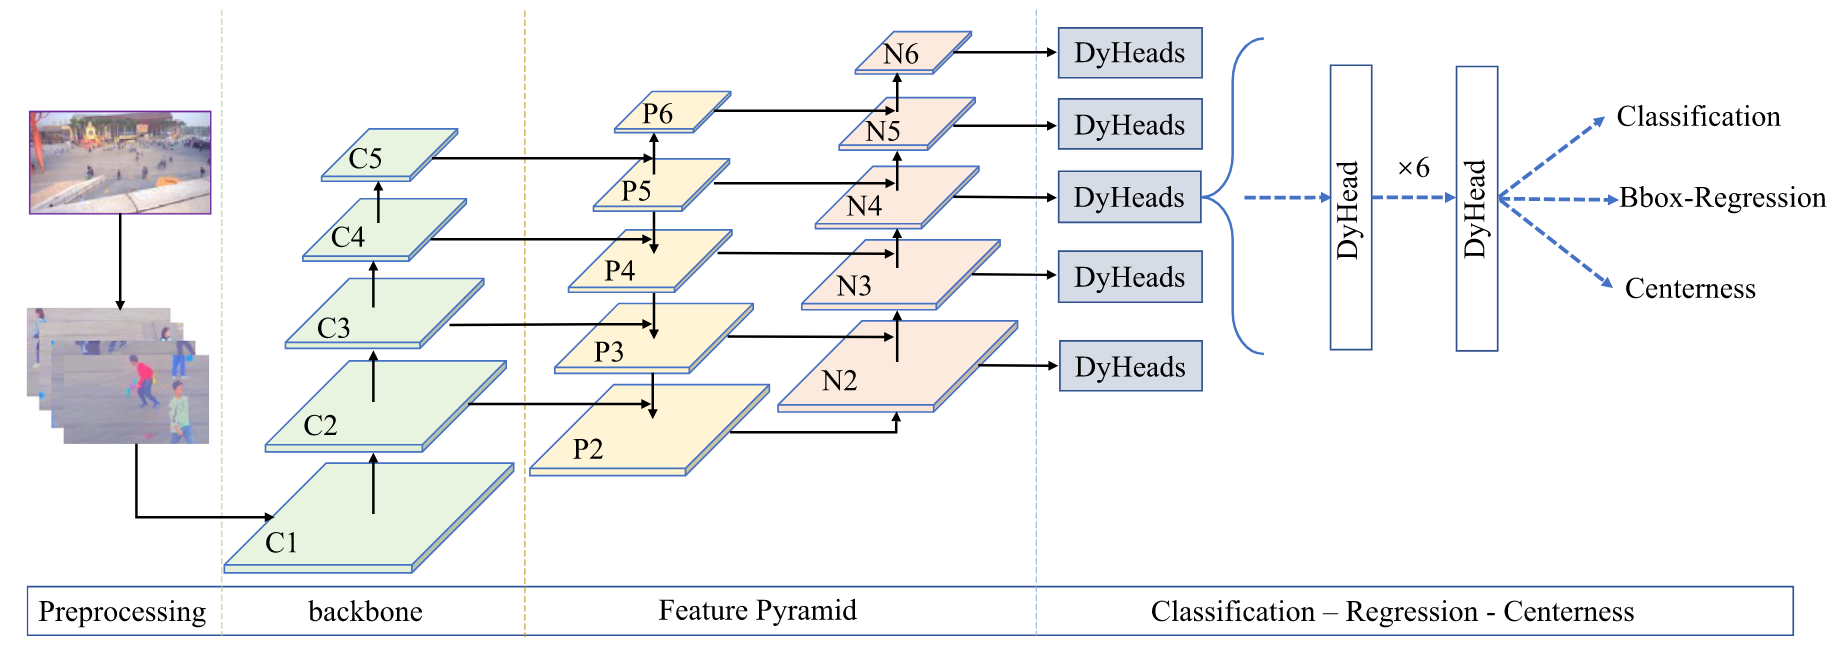 C5
C4
C3
C2
C1
P6
P5
P4
P3
P2
N6
N5
N4
N3
N2
DyHeads
DyHeads
DyHeads
DyHeads
DyHeads
DyHead
×6
DyHead
Classification
Bbox-Regression
Centerness
Preprocessing
backbone
Feature Pyramid
Classification – Regression - Centerness